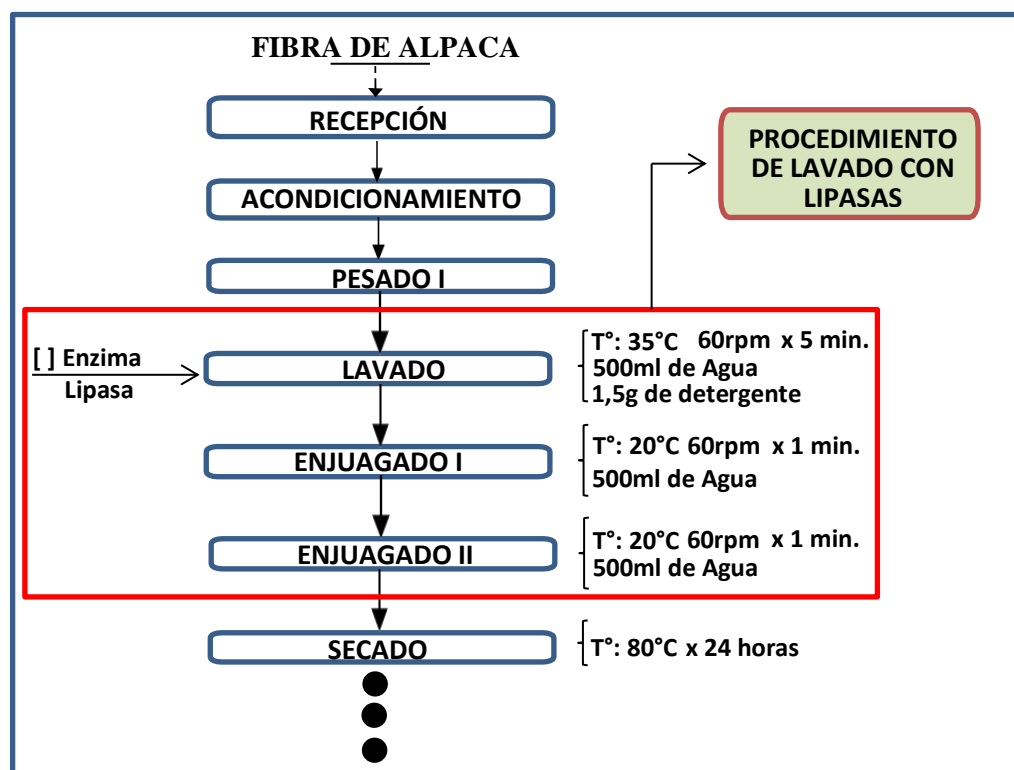 FIBRA DE ALPACA
RECEPCIÓN
ACONDICIONAMIENTO
PESADO I
PROCEDIMIENTO
DE LAVADO CON
LIPASAS
[ ] Enzima
Lipasa
LAVADO
T°: 35°C 60rpm x 5 min.
500ml de Agua
1,5g de detergente
ENJUAGADO I
T°: 20°C 60rpm x 1 min.
500ml de Agua
ENJUAGADO II
T°: 20°C 60rpm x 1 min.
500ml de Agua
SECADO
T°: 80°C x 24 horas